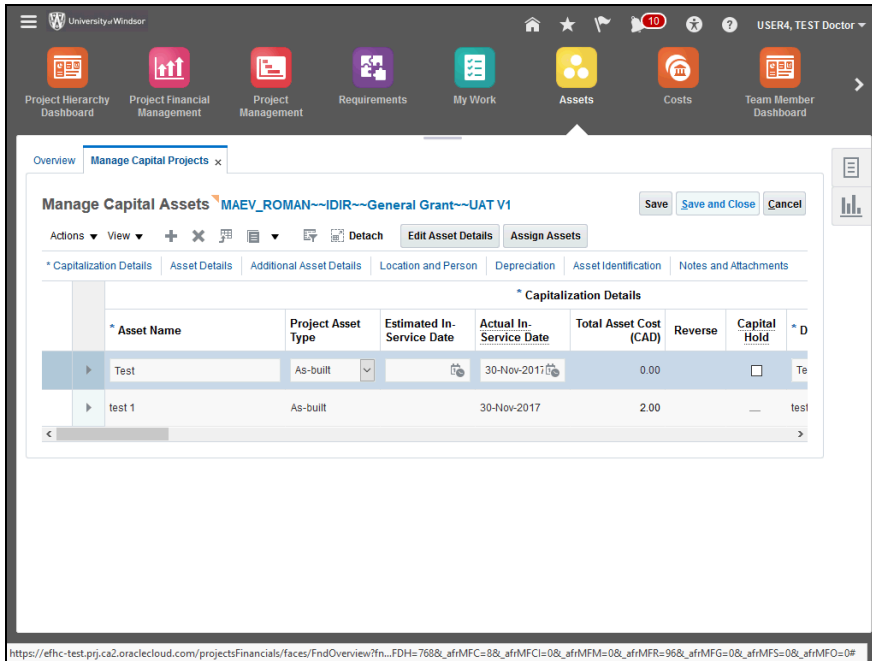 University of Windsor
10
USER4, TEST Doctor
Project Hierarchy Dashboard
Project Financial Management
Project Management
Requirements
My Work
Assets
Costs
Team Member Dashboard
Overview
Manage Capital Projects x
Manage Capital Assets MAEV_ROMAN~~IDIR~~General Grant~~UAT V1
Save Save and Close Cancel
Actions View Detach Edit Asset Details Assign Assets
* Capitalization Details Asset Details Additional Asset Details Location and Person Depreciation Asset Identification Notes and Attachments
* Capitalization Details
* Asset Name Project Asset Type Estimated In-Service Date Actual In-Service Date Total Asset Cost (CAD) Reverse Capital Hold * D
Test As-built 30-Nov-2017 0.00 Te
test 1 As-built 30-Nov-2017 2.00 test
https://efhc-test.prj.ca2.oraclecloud.com/projectsFinancials/faces/FndOverview?fn...FDH=768&_afrMFC=8&_afrMFCI=0&_afrMFM=0&_afrMFR=96&_afrMFG=0&_afrMFS=0&_afrMFO=0#